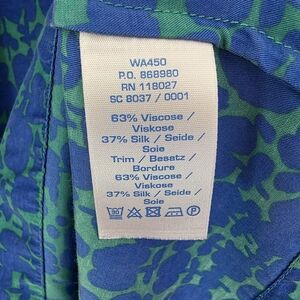 WA450
P.O. 868980
RN 118027
SC 8037 / 0001
63% Viscose /
Viskose
37% Silk / Seide /
Soie
Trim / Besatz /
Bordure
63% Viscose /
Viskose
37% Silk / Seide /
Soie